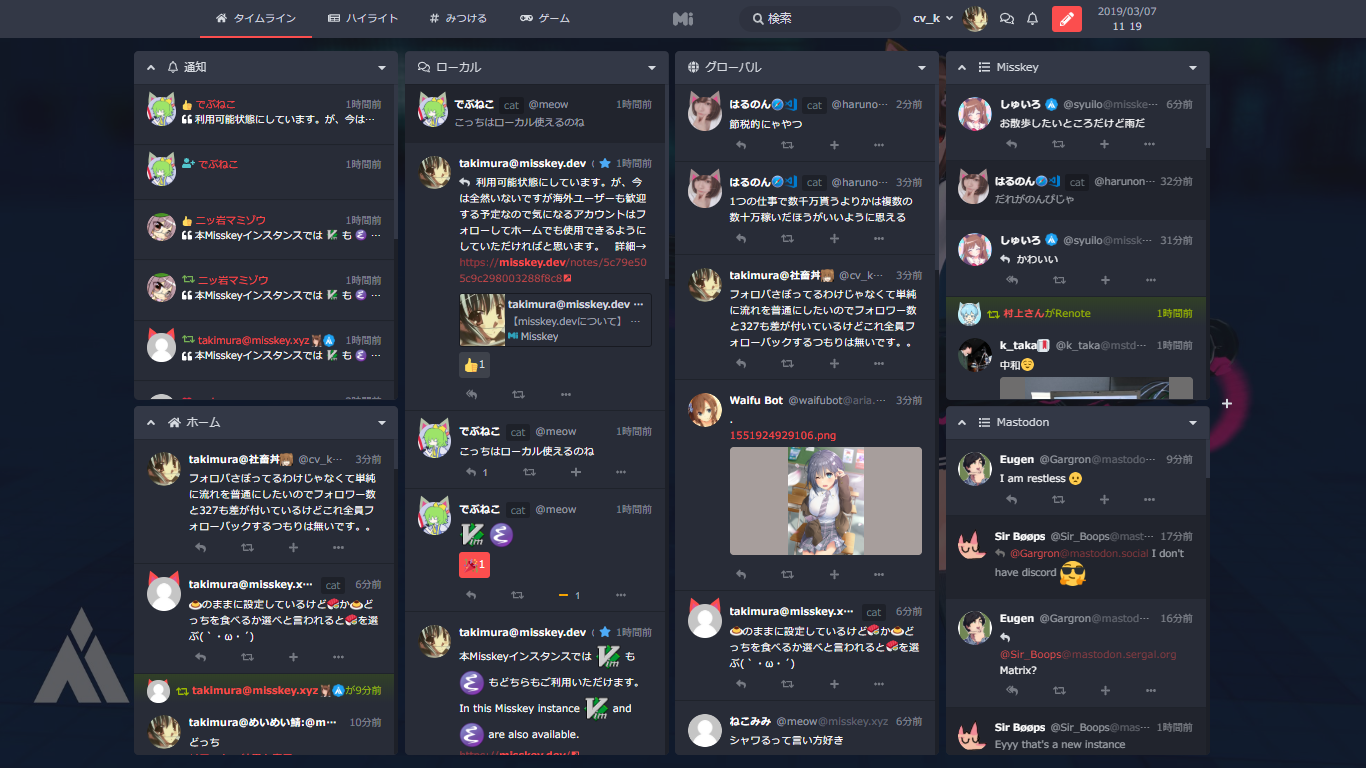 タイムライン
ハイライト
みつける
ゲーム
Mi
検索
cv_k
2019/03/07
11 19
通知
でぷねこ
1時間前
利用可能状態にしています。が、今は…
でぷねこ
1時間前
ニッ岩マミゾウ
1時間前
本Misskeyインスタンスでは も …
ニッ岩マミゾウ
1時間前
本Misskeyインスタンスでは も …
takimura@misskey.xyz
1時間前
本Misskeyインスタンスでは も …
ホーム
takimura@社畜丼 @cv_k… 3分前
フォロバさぼってるわけじゃなくて単純
に流れを普通にしたいのでフォロワー数
と327も差が付いているけどこれ全員フ
ォローバックするつもりは無いです。。
takimura@misskey.x… cat 6分前
のままに設定しているけど か ど
っちを食べるか選べと言われると を選
ぶ(｀・ω・´)
takimura@misskey.xyz が9分前
takimura@めいめい鯖:@m… 10分前
どっち
ローカル
でぷねこ cat @meow 1時間前
こっちはローカル使えるのね
takimura@misskey.dev 1時間前
利用可能状態にしています。が、今
は全然いないですが海外ユーザーも歓迎
する予定なので気になるアカウントはフ
ォローしてホームでも使用できるように
していただければと思います。 詳細→
https://misskey.dev/notes/5c79e50
5c9c298003288f8c8
takimura@misskey.dev …
【misskey.devについて】 …
Misskey
1
でぷねこ cat @meow 1時間前
こっちはローカル使えるのね
1
でぷねこ cat @meow 1時間前
Vim
1
1
takimura@misskey.dev 1時間前
本Misskeyインスタンスでは Vim も
もどちらもご利用いただけます。
In this Misskey instance Vim and
are also available.
https://misskey.dev/
グローバル
はるのん cat @haruno… 2分前
節税的にゃやつ
はるのん cat @haruno… 3分前
1つの仕事で数千万貰うよりかは複数の
数十万稼いだほうがいいように思える
takimura@社畜丼 @cv_k… 3分前
フォロバさぼってるわけじゃなくて単純
に流れを普通にしたいのでフォロワー数
と327も差が付いているけどこれ全員フ
ォローバックするつもりは無いです。。
Waifu Bot @waifubot@aria.… 3分前
.
1551924929106.png
takimura@misskey.x… cat 6分前
のままに設定しているけど か ど
っちを食べるか選べと言われると を選
ぶ(｀・ω・´)
ねこみみ @meow@misskey.xyz 6分前
シャワるって言い方好き
Misskey
しゅいろ @syuilo@misske… 6分前
お散歩したいところだけど雨だ
はるのん cat @harunon… 32分前
だれがのんぴじゃ
しゅいろ @syuilo@missk… 31分前
かわいい
村上さんがRenote 1時間前
k_taka @k_taka@mstd… 1時間前
中和
Mastodon
Eugen @Gargron@mastodo… 9分前
I am restless
Sir Bøøps @Sir_Boops@mast… 17分前
@Gargron@mastodon.social I don't
have discord
Eugen @Gargron@mastod… 16分前
@Sir_Boops@mastodon.sergal.org
Matrix?
Sir Bøøps @Sir_Boops@mas… 1時間前
Eyyy that's a new instance